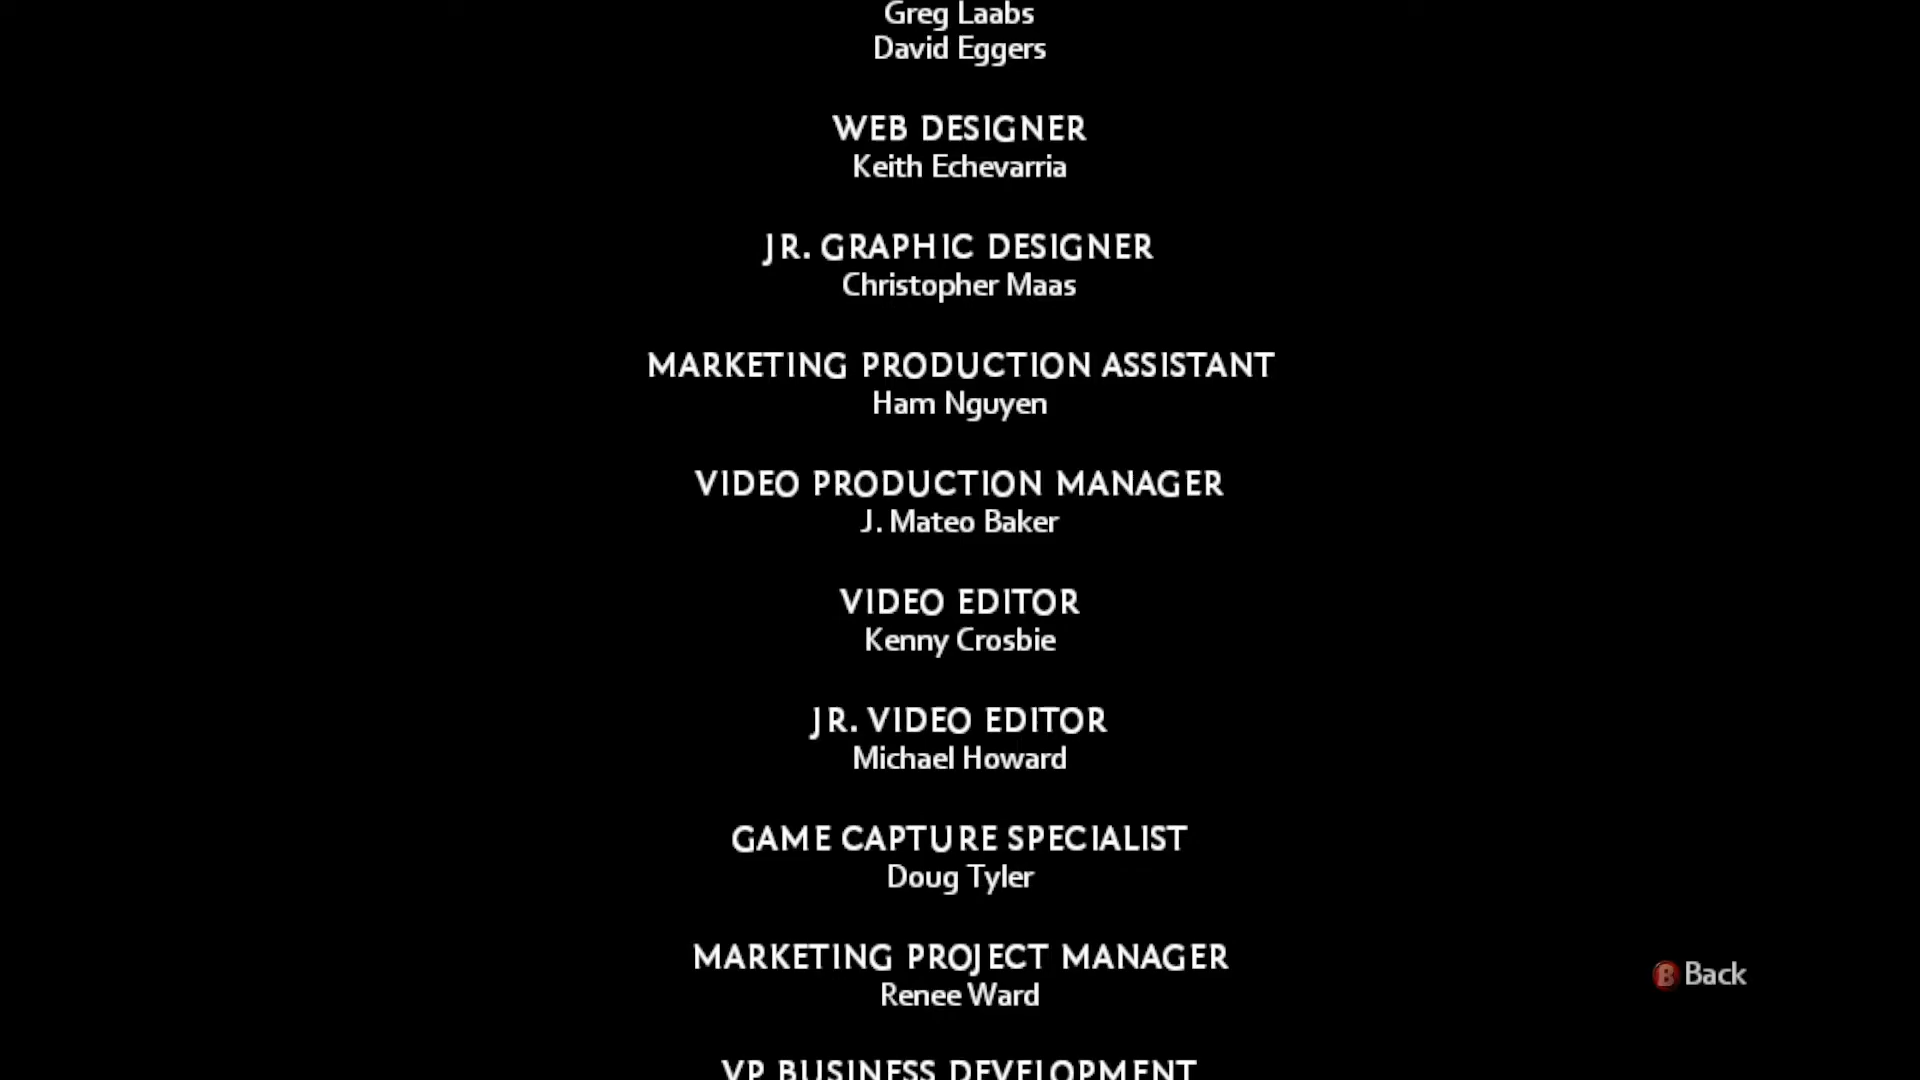 Greg Laabs
David Eggers
WEB DESIGNER
Keith Echevarria
JR. GRAPHIC DESIGNER
Christopher Maas
MARKETING PRODUCTION ASSISTANT
Ham Nguyen
VIDEO PRODUCTION MANAGER
J. Mateo Baker
VIDEO EDITOR
Kenny Crosbie
JR. VIDEO EDITOR
Michael Howard
GAME CAPTURE SPECIALIST
Doug Tyler
MARKETING PROJECT MANAGER
Renee Ward
B Back
VP BUSINESS DEVELOPMENT